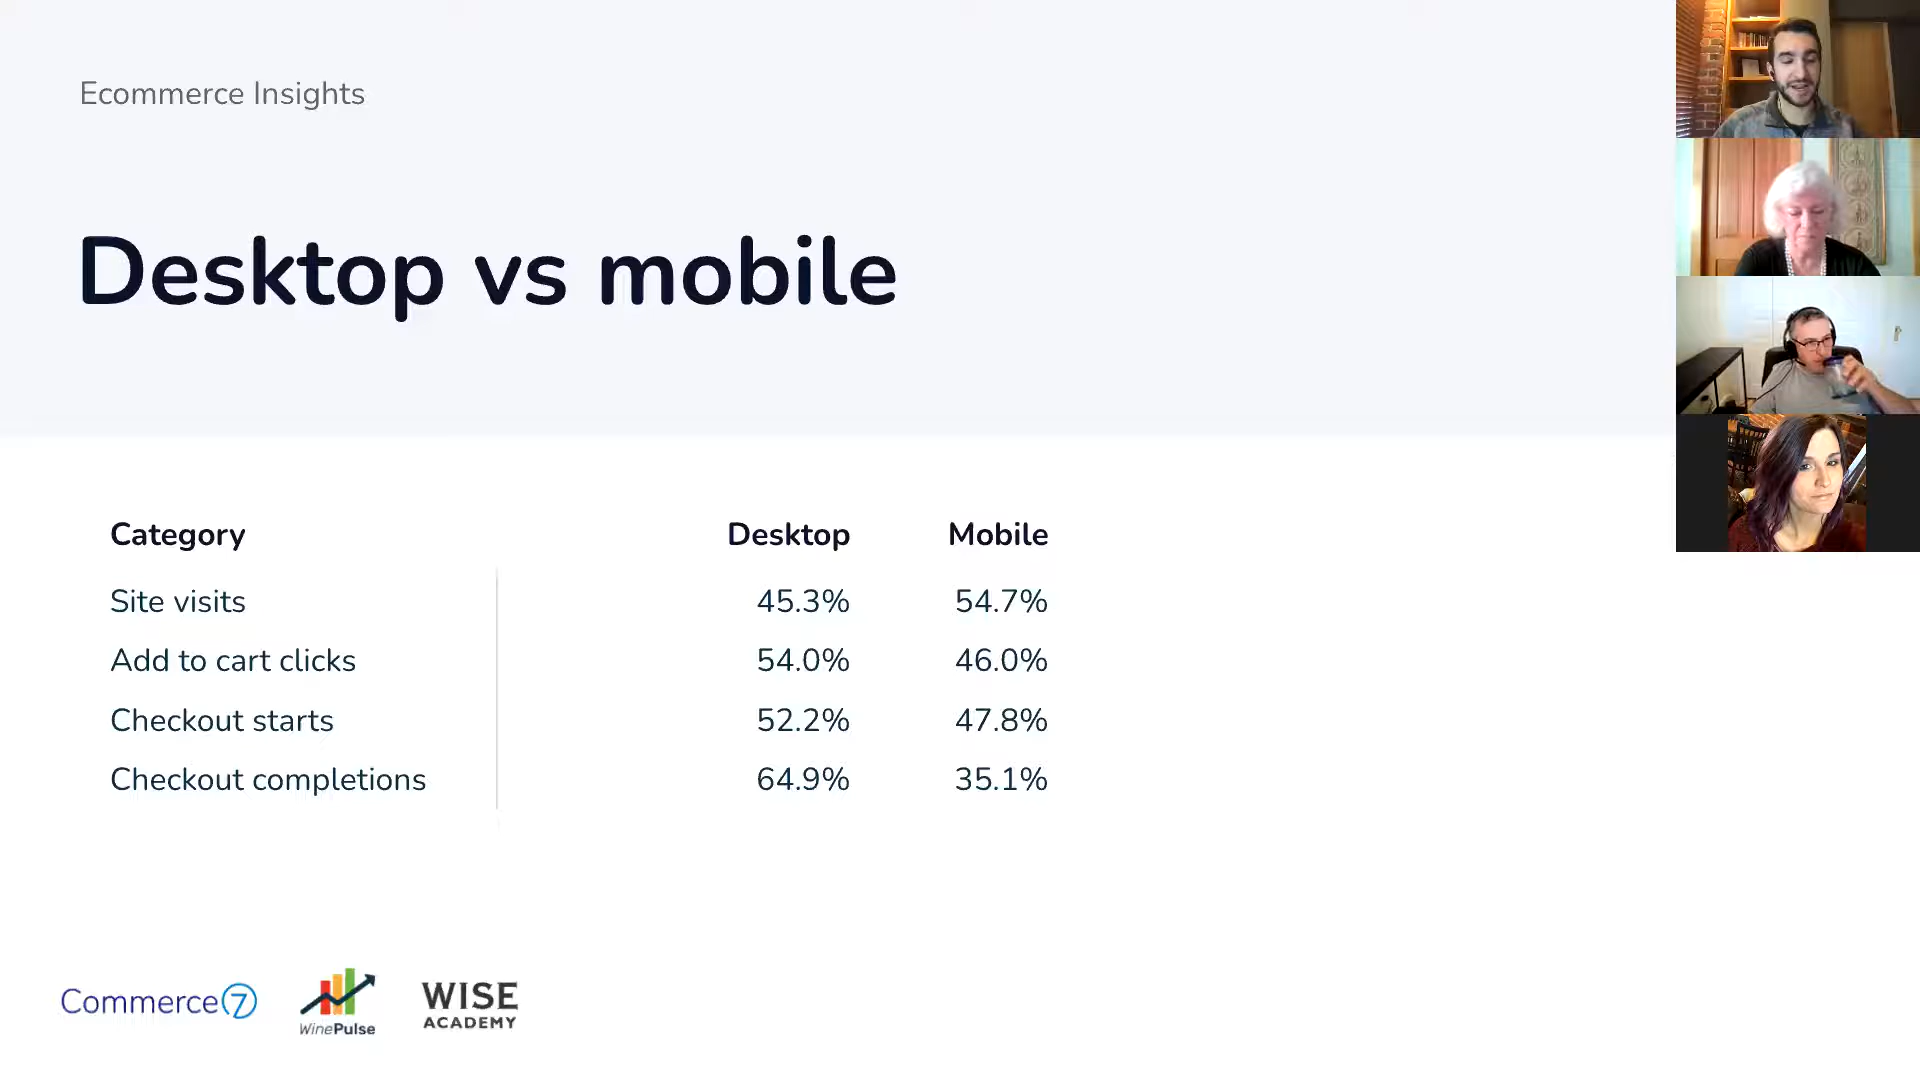 Ecommerce Insights
Desktop vs mobile
Category Desktop Mobile
Site visits 45.3% 54.7%
Add to cart clicks 54.0% 46.0%
Checkout starts 52.2% 47.8%
Checkout completions 64.9% 35.1%
Commerce7
WinePulse
WISE
ACADEMY